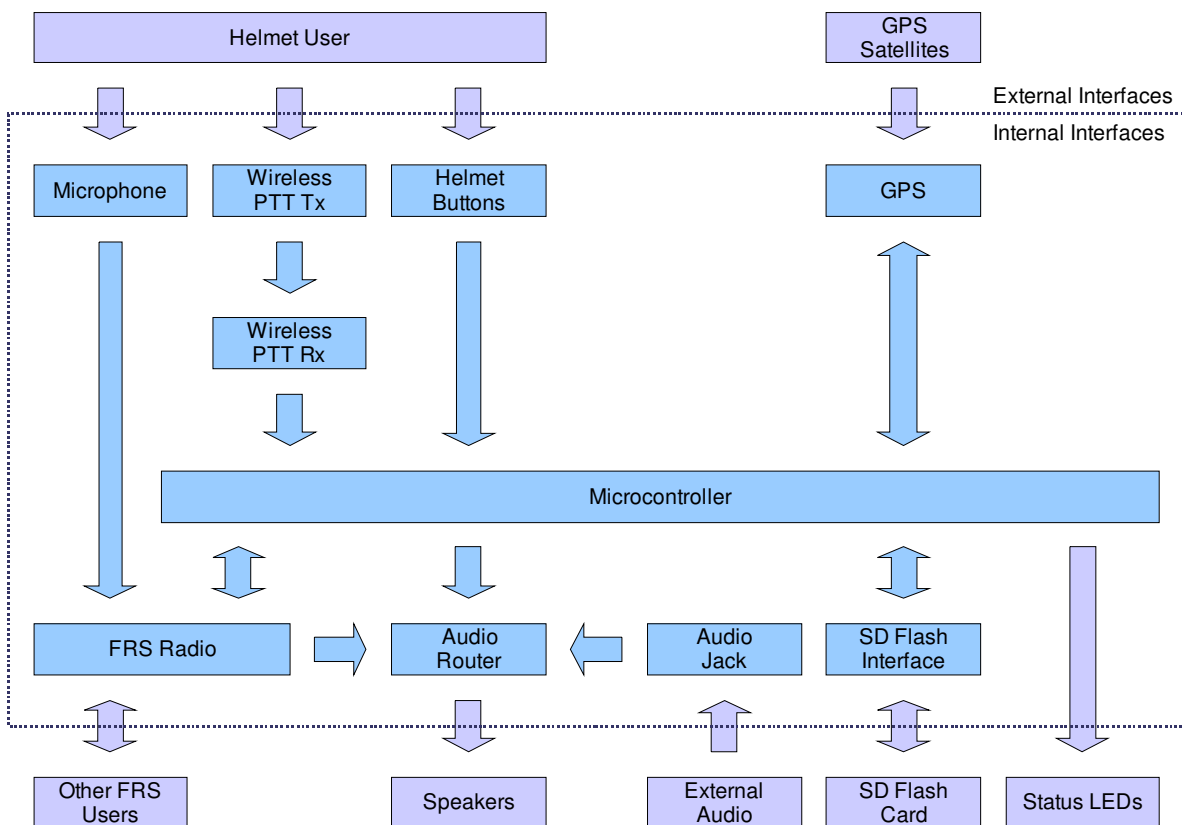 Helmet User
GPS
Satellites
External Interfaces
Internal Interfaces
Microphone
Wireless
PTT Tx
Helmet
Buttons
GPS
Wireless
PTT Rx
Microcontroller
FRS Radio
Audio
Router
Audio
Jack
SD Flash
Interface
Other FRS
Users
Speakers
External
Audio
SD Flash
Card
Status LEDs